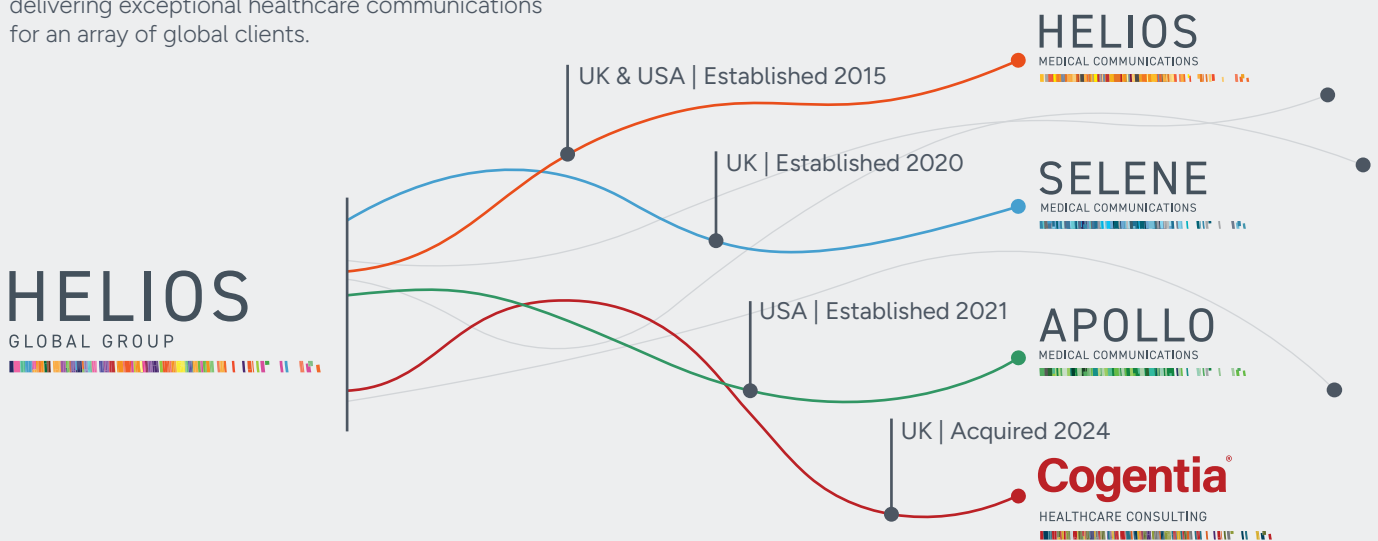 delivering exceptional healthcare communications
for an array of global clients.
HELIOS
GLOBAL GROUP
UK & USA | Established 2015
HELIOS
MEDICAL COMMUNICATIONS
UK | Established 2020
SELENE
MEDICAL COMMUNICATIONS
USA | Established 2021
APOLLO
MEDICAL COMMUNICATIONS
UK | Acquired 2024
Cogentia®
HEALTHCARE CONSULTING